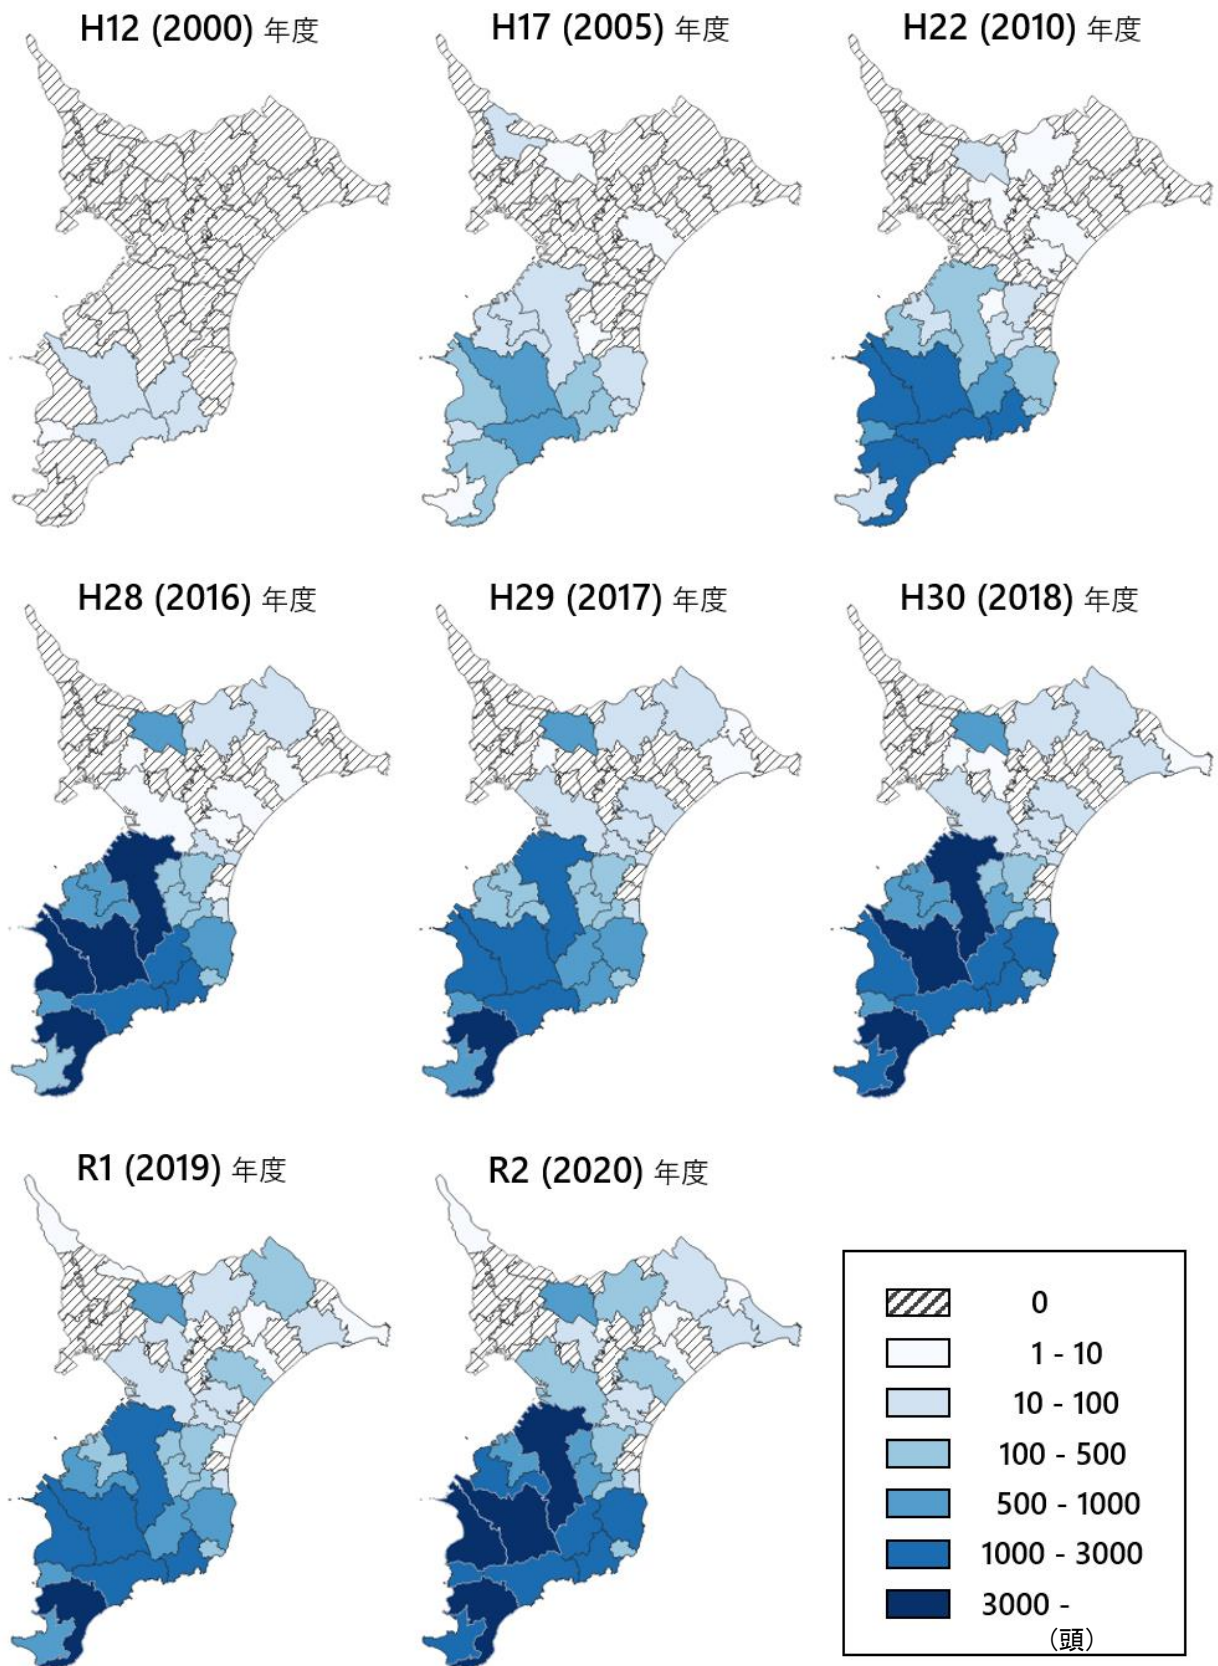 H12 (2000) 年度
H17 (2005) 年度
H22 (2010) 年度
H28 (2016) 年度
H29 (2017) 年度
H30 (2018) 年度
R1 (2019) 年度
R2 (2020) 年度
0
1 - 10
10 - 100
100 - 500
500 - 1000
1000 - 3000
3000 -
(頭)